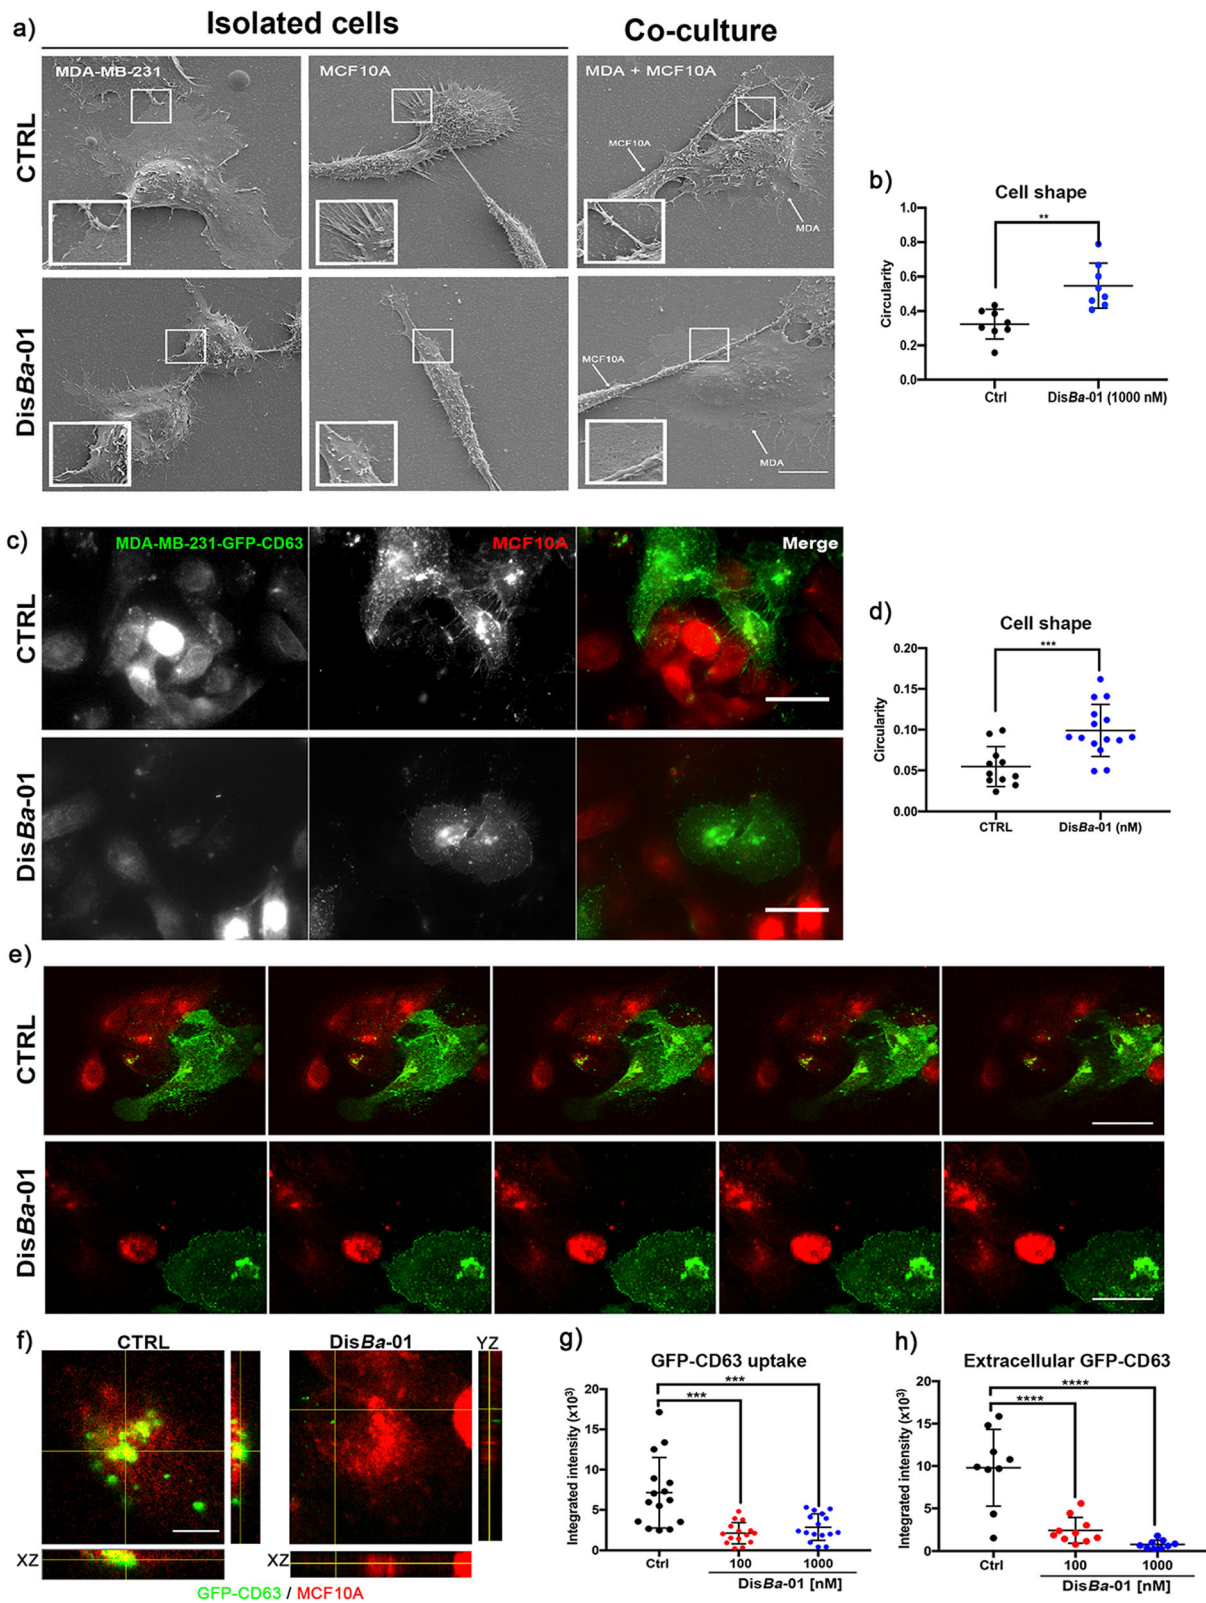 a)
Isolated cells
Co-culture
CTRL
MDA-MB-231
MCF10A
MDA + MCF10A
MCF10A
MDA
DisBa-01
MCF10A
MDA
b)
Cell shape
**
Circularity
1.0
0.8
0.6
0.4
0.2
0.0
Ctrl
DisBa-01 (1000 nM)
c)
CTRL
MDA-MB-231-GFP-CD63
MCF10A
Merge
DisBa-01
d)
Cell shape
***
Circularity
0.20
0.15
0.10
0.05
0.00
CTRL
DisBa-01 (nM)
e)
CTRL
DisBa-01
f)
CTRL
DisBa-01
YZ
XZ
XZ
GFP-CD63 / MCF10A
g)
GFP-CD63 uptake
***
***
Integrated intensity (x10³)
20
15
10
5
0
Ctrl
100
1000
DisBa-01 [nM]
h)
Extracellular GFP-CD63
****
****
Integrated intensity (x10³)
20
15
10
5
0
Ctrl
100
1000
DisBa-01 [nM]